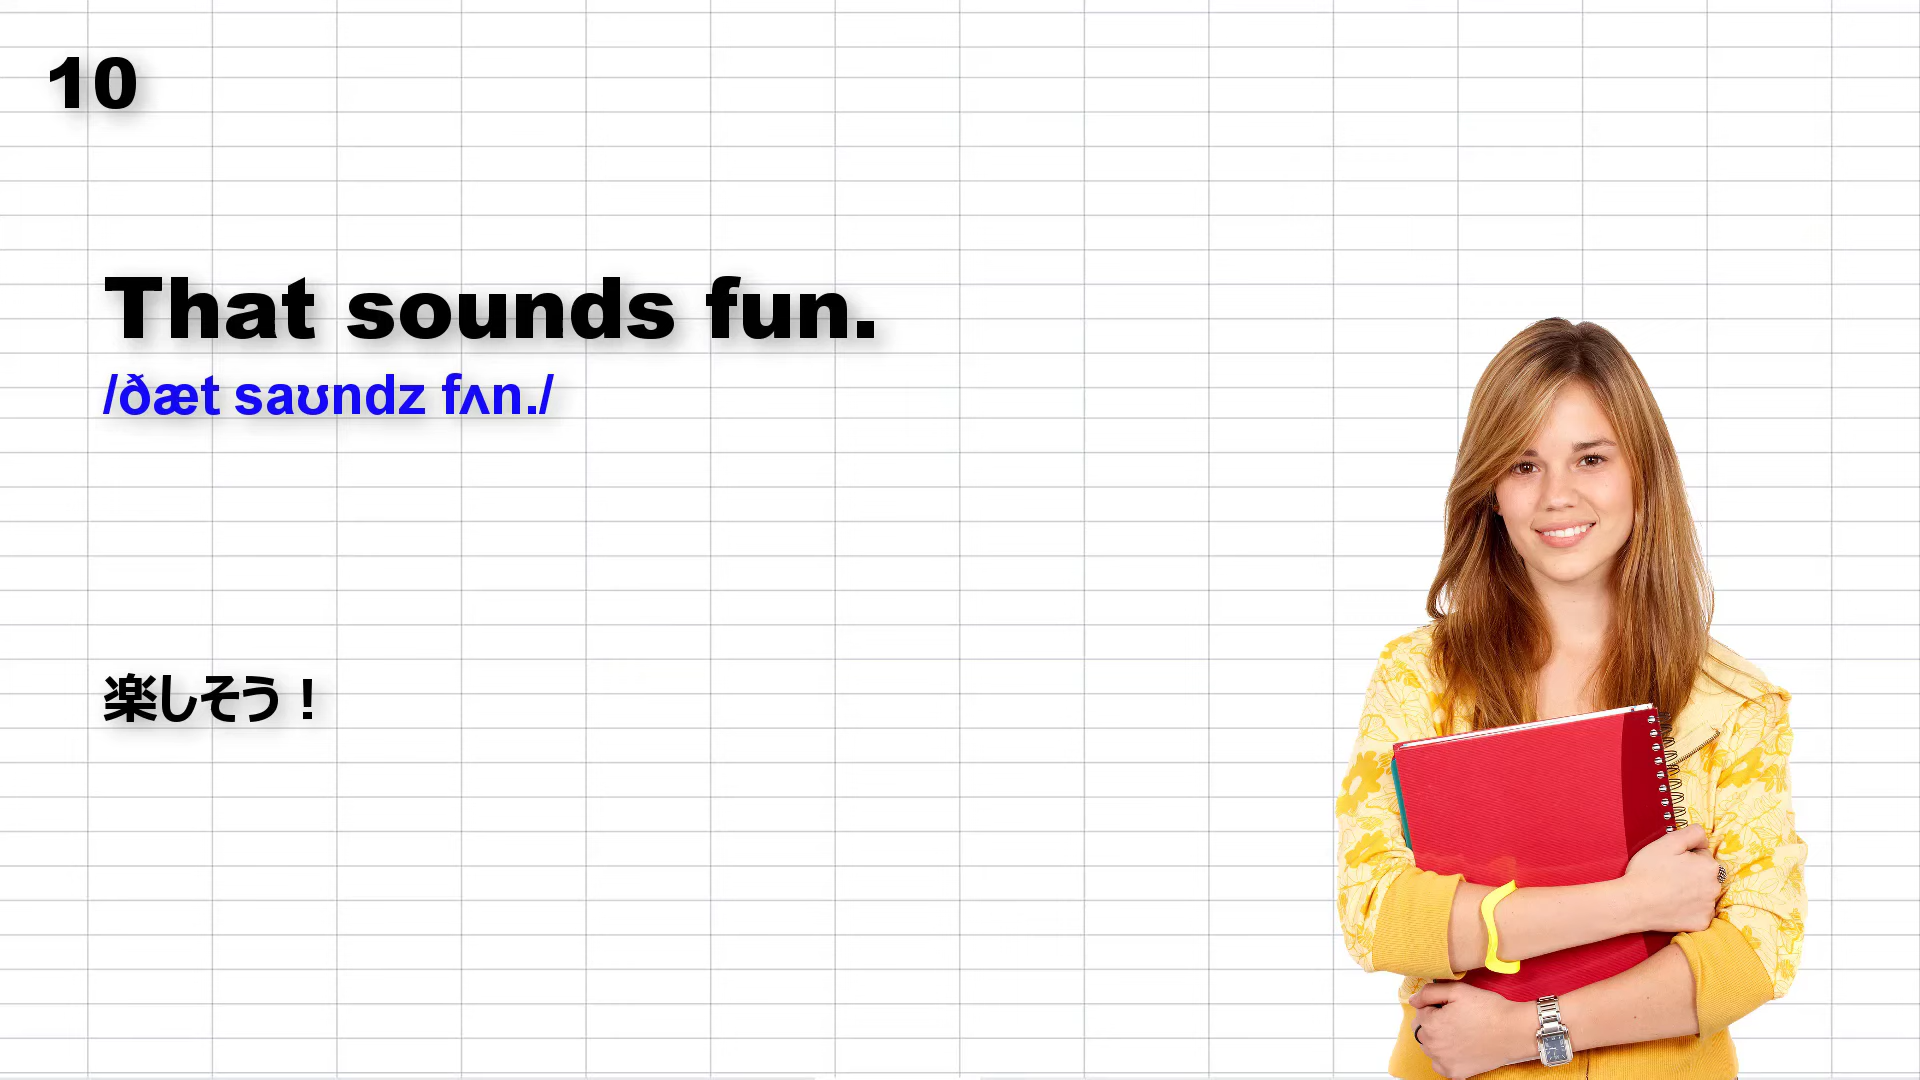 10
That sounds fun.
/ðæt saʊndz fʌn./
楽しそう！